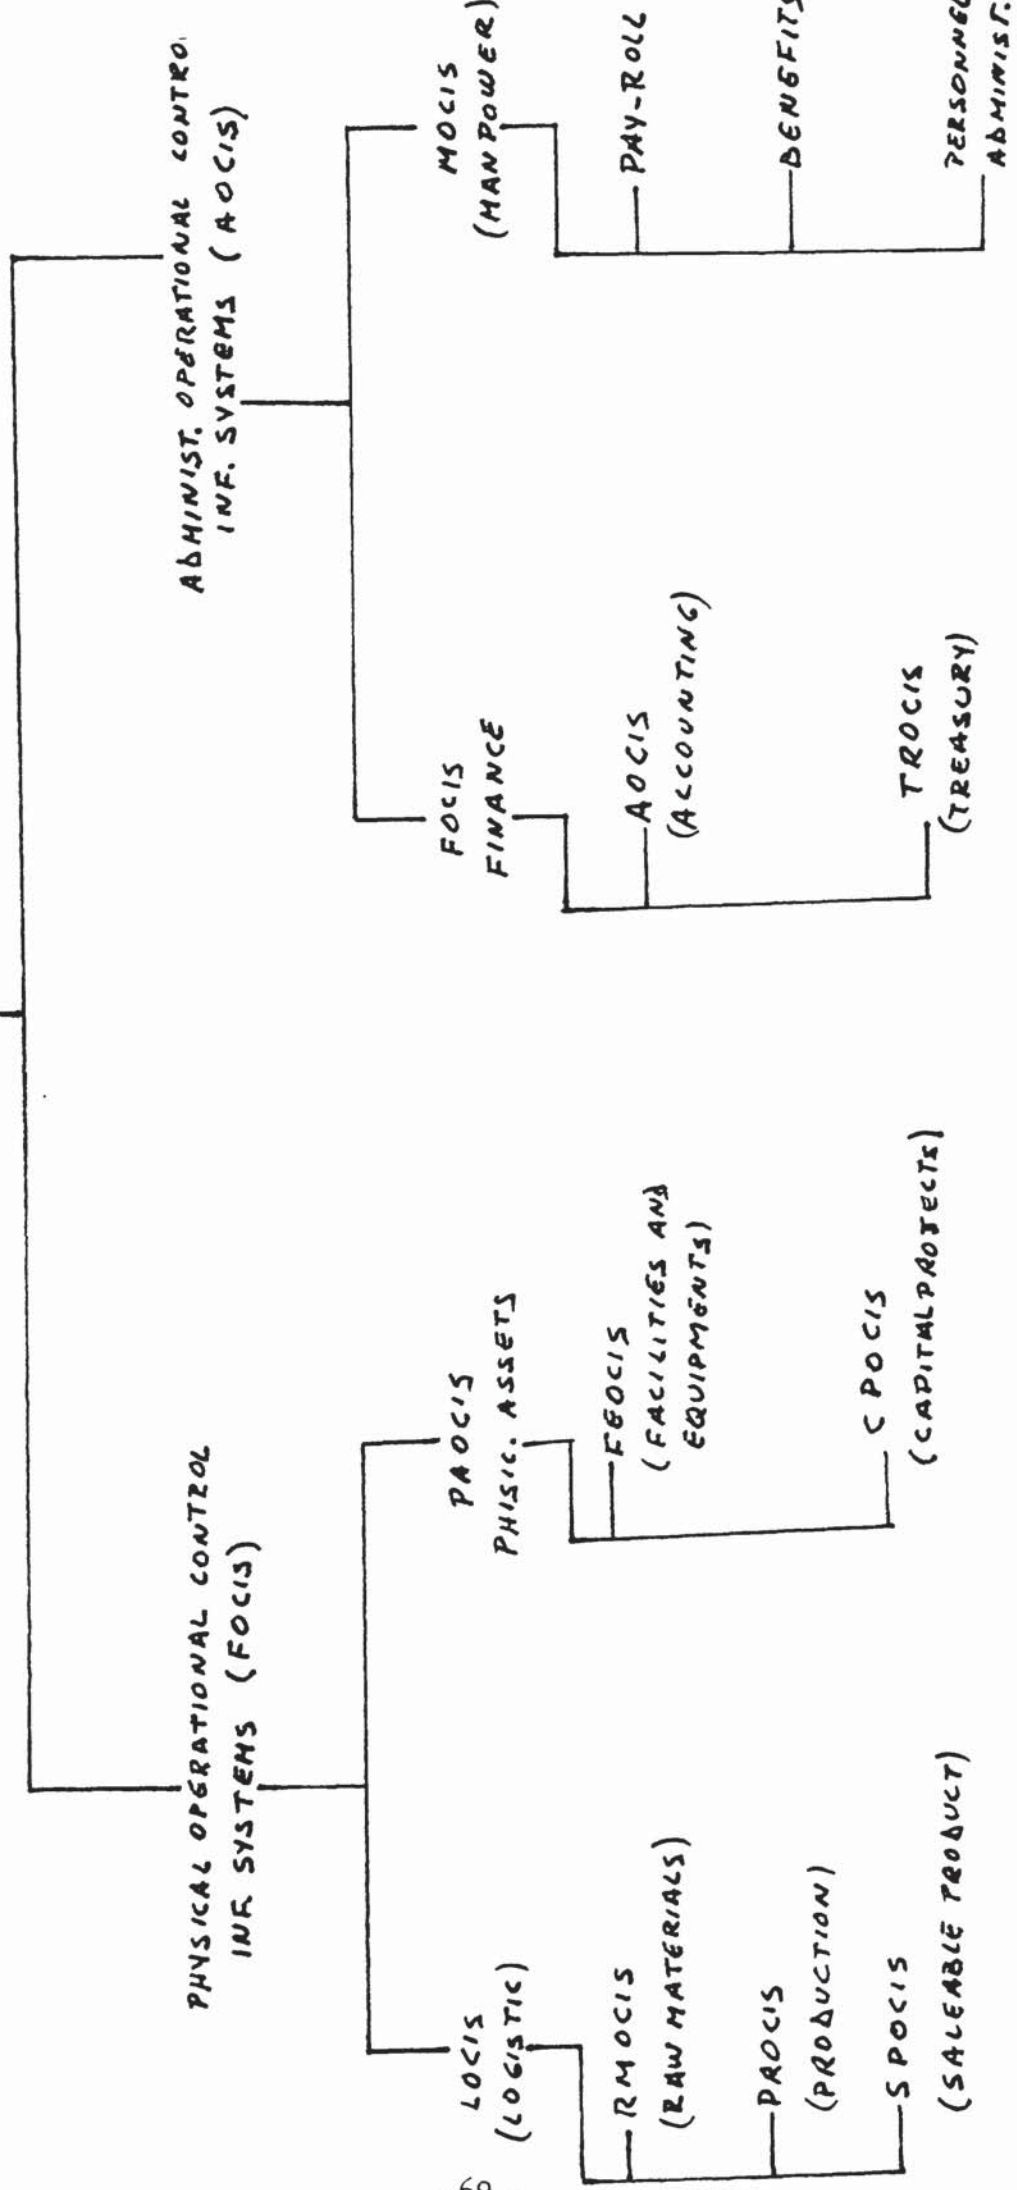 PHYSICAL OPERATIONAL CONTROL
INF. SYSTEMS (FOCIS)
ADMINIST. OPERATIONAL CONTRO
INF. SYSTEMS (AOCIS)
LOCIS
(LOGISTIC)
PAOCIS
PHISIC. ASSETS
FOCIS
FINANCE
MOCIS
(MANPOWER)
RMOCIS
(RAW MATERIALS)
PROCIS
(PRODUCTION)
SPOCIS
(SALEABLE PRODUCT)
FEOCIS
(FACILITIES AND
EQUIPMENTS)
CPOCIS
(CAPITAL PROJECTS)
AOCIS
(ACCOUNTING)
TROCIS
(TREASURY)
PAY-ROLL
BENEFITS
PERSONNEL
ADMINIST.